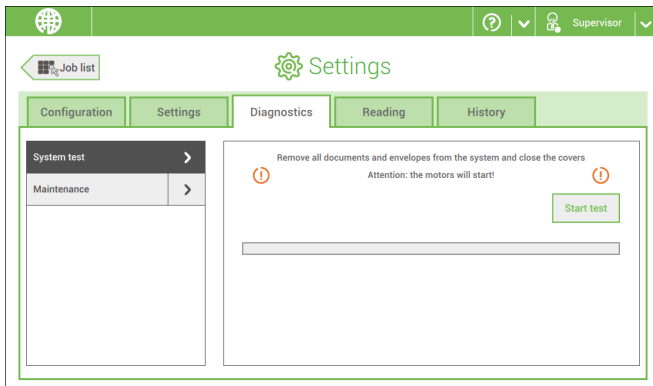 Supervisor
Job list
Settings
Configuration
Settings
Diagnostics
Reading
History
System test
Maintenance
Remove all documents and envelopes from the system and close the covers
Attention: the motors will start!
Start test